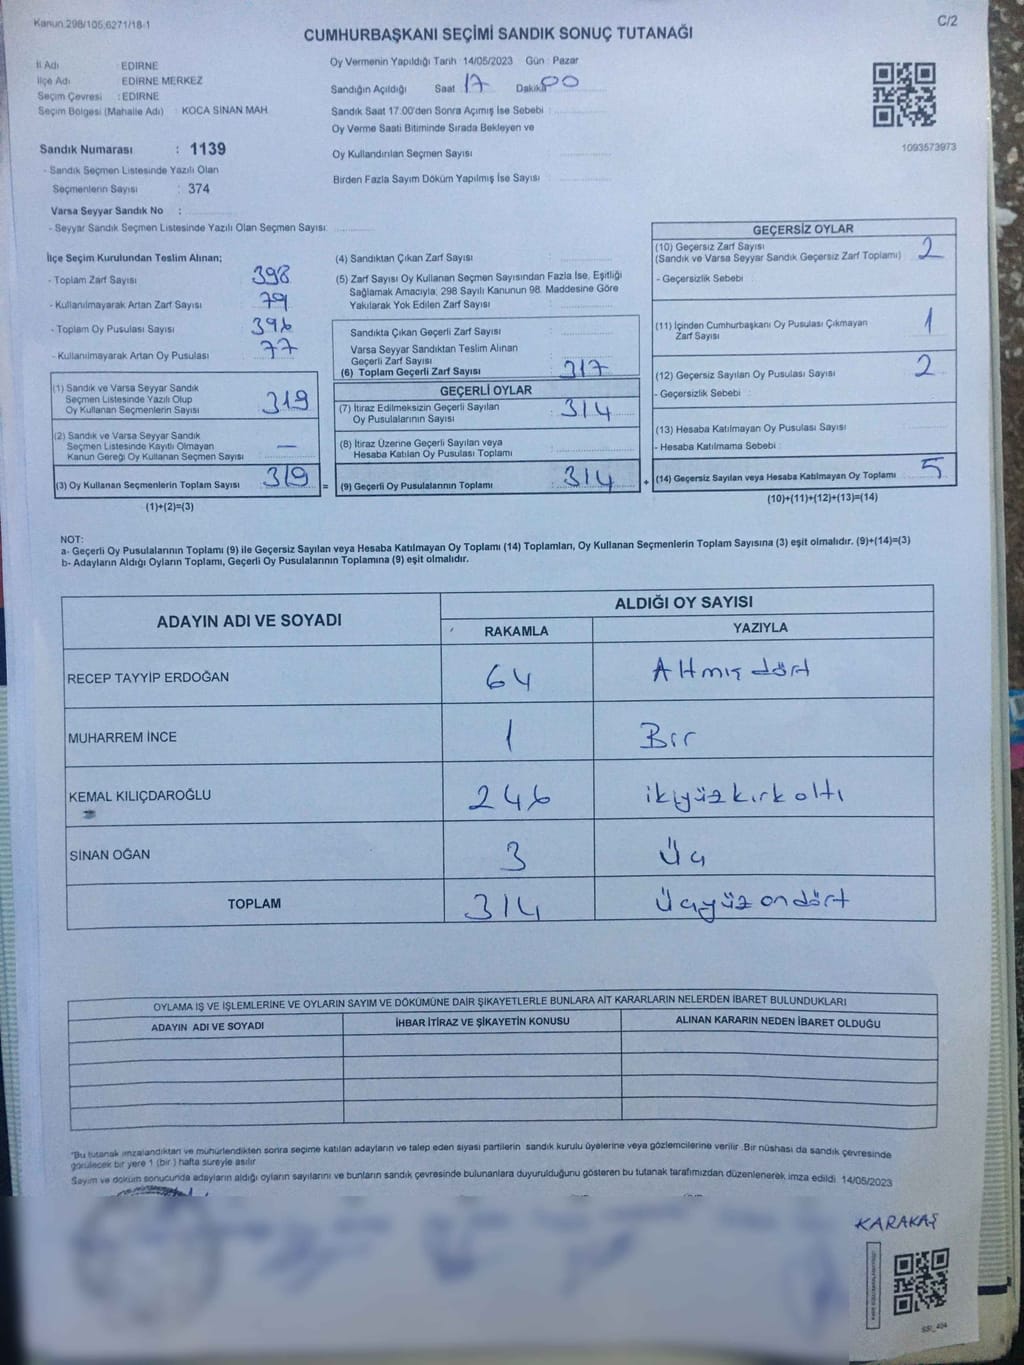 Kanun 298/105,6271/18-1
C/2
CUMHURBAŞKANI SEÇİMİ SANDIK SONUÇ TUTANAĞI
İl Adı : EDİRNE
İlçe Adı : EDİRNE MERKEZ
Seçim Çevresi : EDİRNE
Seçim Bölgesi (Mahalle Adı) : KOCA SİNAN MAH.
Sandık Numarası : 1139
- Sandık Seçmen Listesinde Yazılı Olan
Seçmenlerin Sayısı : 374
Varsa Seyyar Sandık No :
- Seyyar Sandık Seçmen Listesinde Yazılı Olan Seçmen Sayısı:
Oy Vermenin Yapıldığı Tarih 14/05/2023 Gün : Pazar
Sandığın Açıldığı Saat 17 Dakika 00
Sandık Saat 17:00'den Sonra Açımış İse Sebebi :
Oy Verme Saati Bitiminde Sırada Bekleyen ve
Oy Kullandırılan Seçmen Sayısı
Birden Fazla Sayım Döküm Yapılmış İse Sayısı :
1093573973
İlçe Seçim Kurulundan Teslim Alınan;
- Toplam Zarf Sayısı 398
- Kullanılmayarak Artan Zarf Sayısı 79
- Toplam Oy Pusulası Sayısı 396
- Kullanılmayarak Artan Oy Pusulası 77
(1) Sandık ve Varsa Seyyar Sandık
Seçmen Listesinde Yazılı Olup
Oy Kullanan Seçmenlerin Sayısı 319
(2) Sandık ve Varsa Seyyar Sandık
Seçmen Listesinde Kayıtlı Olmayan
Kanun Gereği Oy Kullanan Seçmen Sayısı —
(3) Oy Kullanan Seçmenlerin Toplam Sayısı 319 =
(1)+(2)=(3)
(4) Sandıktan Çıkan Zarf Sayısı :
(5) Zarf Sayısı Oy Kullanan Seçmen Sayısından Fazla İse, Eşitliği
Sağlamak Amacıyla; 298 Sayılı Kanunun 98. Maddesine Göre
Yakılarak Yok Edilen Zarf Sayısı :
Sandıkta Çıkan Geçerli Zarf Sayısı :
Varsa Seyyar Sandıktan Teslim Alınan
Geçerli Zarf Sayısı :
(6) Toplam Geçerli Zarf Sayısı : 317
GEÇERLİ OYLAR
(7) İtiraz Edilmeksizin Geçerli Sayılan
Oy Pusulalarının Sayısı : 314
(8) İtiraz Üzerine Geçerli Sayılan veya
Hesaba Katılan Oy Pusulası Toplamı :
(9) Geçerli Oy Pusulalarının Toplamı : 314 +
GEÇERSİZ OYLAR
(10) Geçersiz Zarf Sayısı
(Sandık ve Varsa Seyyar Sandık Geçersiz Zarf Toplamı) : 2
- Geçersizlik Sebebi :
(11) İçinden Cumhurbaşkanı Oy Pusulası Çıkmayan
Zarf Sayısı 1
(12) Geçersiz Sayılan Oy Pusulası Sayısı 2
- Geçersizlik Sebebi :
(13) Hesaba Katılmayan Oy Pusulası Sayısı
- Hesaba Katılmama Sebebi :
(14) Geçersiz Sayılan veya Hesaba Katılmayan Oy Toplamı 5
(10)+(11)+(12)+(13)=(14)
NOT:
a- Geçerli Oy Pusulalarının Toplamı (9) ile Geçersiz Sayılan veya Hesaba Katılmayan Oy Toplamı (14) Toplamları, Oy Kullanan Seçmenlerin Toplam Sayısına (3) eşit olmalıdır. (9)+(14)=(3)
b- Adayların Aldığı Oyların Toplamı, Geçerli Oy Pusulalarının Toplamına (9) eşit olmalıdır.
ADAYIN ADI VE SOYADI
ALDIĞI OY SAYISI
RAKAMLA YAZIYLA
RECEP TAYYİP ERDOĞAN 64 Altmış dört
MUHARREM İNCE 1 Bir
KEMAL KILIÇDAROĞLU 246 ikiyüz kırk altı
SİNAN OĞAN 3 Üç
TOPLAM 314 Üçyüz ondört
OYLAMA İŞ VE İŞLEMLERİNE VE OYLARIN SAYIM VE DÖKÜMÜNE DAİR ŞİKAYETLERLE BUNLARA AİT KARARLARIN NELERDEN İBARET BULUNDUKLARI
ADAYIN ADI VE SOYADI İHBAR İTİRAZ VE ŞİKAYETİN KONUSU ALINAN KARARIN NEDEN İBARET OLDUĞU
"Bu tutanak imzalandıktan ve mühürlendikten sonra seçime katılan adayların ve talep eden siyasi partilerin sandık kurulu üyelerine veya gözlemcilerine verilir. Bir nüshası da sandık çevresinde
görülecek bir yere 1 (bir) hafta süreyle asılır
Sayım ve döküm sonucunda adayların aldığı oyların sayılarını ve bunların sandık çevresinde bulunanlara duyurulduğunu gösteren bu tutanak tarafımızdan düzenlenerek imza edildi. 14/05/2023
KARAKAŞ